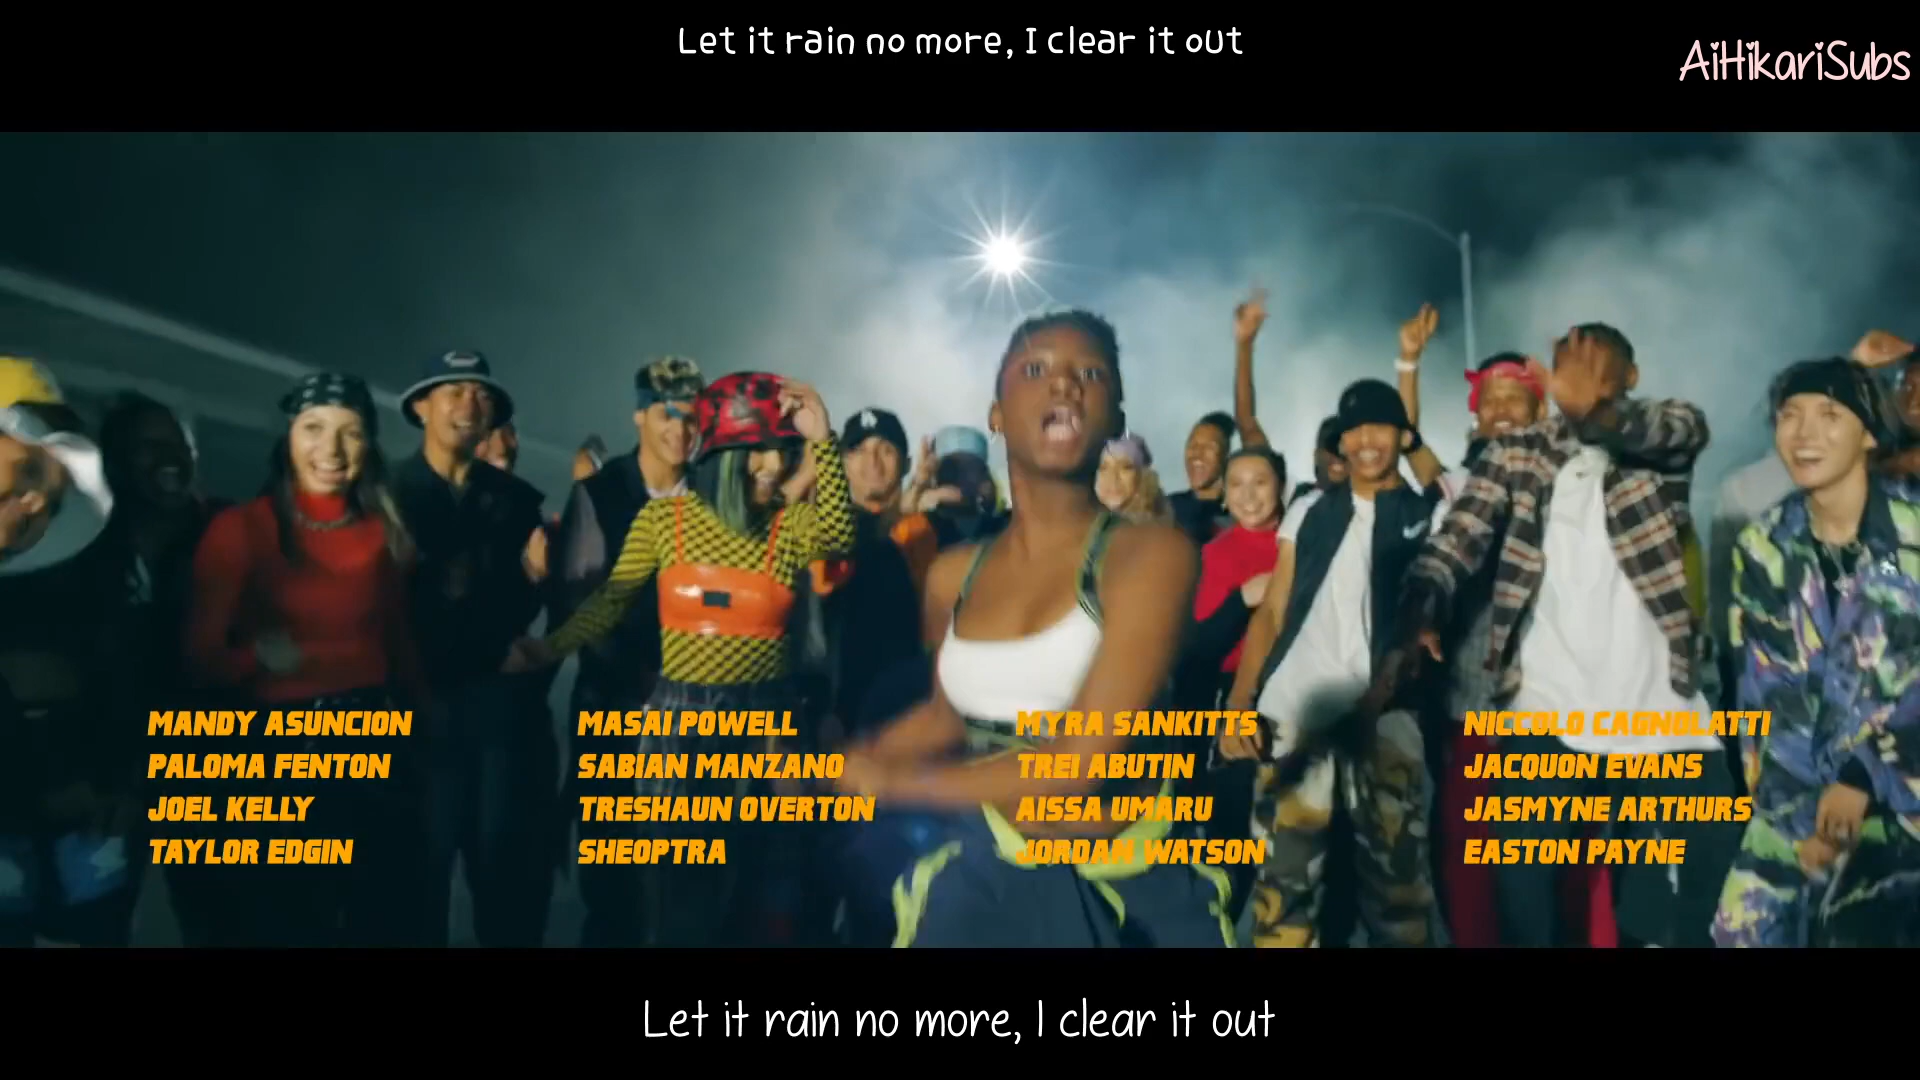 Let it rain no more, I clear it out
AiHikariSubs
MANDY ASUNCION
PALOMA FENTON
JOEL KELLY
TAYLOR EDGIN
MASAI POWELL
SABIAN MANZANO
TRESHAUN OVERTON
SHEOPTRA
MYRA SANKITTS
TREI ABUTIN
AISSA UMARU
JORDAN WATSON
NICCOLO CAGNOLATTI
JACQUON EVANS
JASMYNE ARTHURS
EASTON PAYNE
Let it rain no more, I clear it out